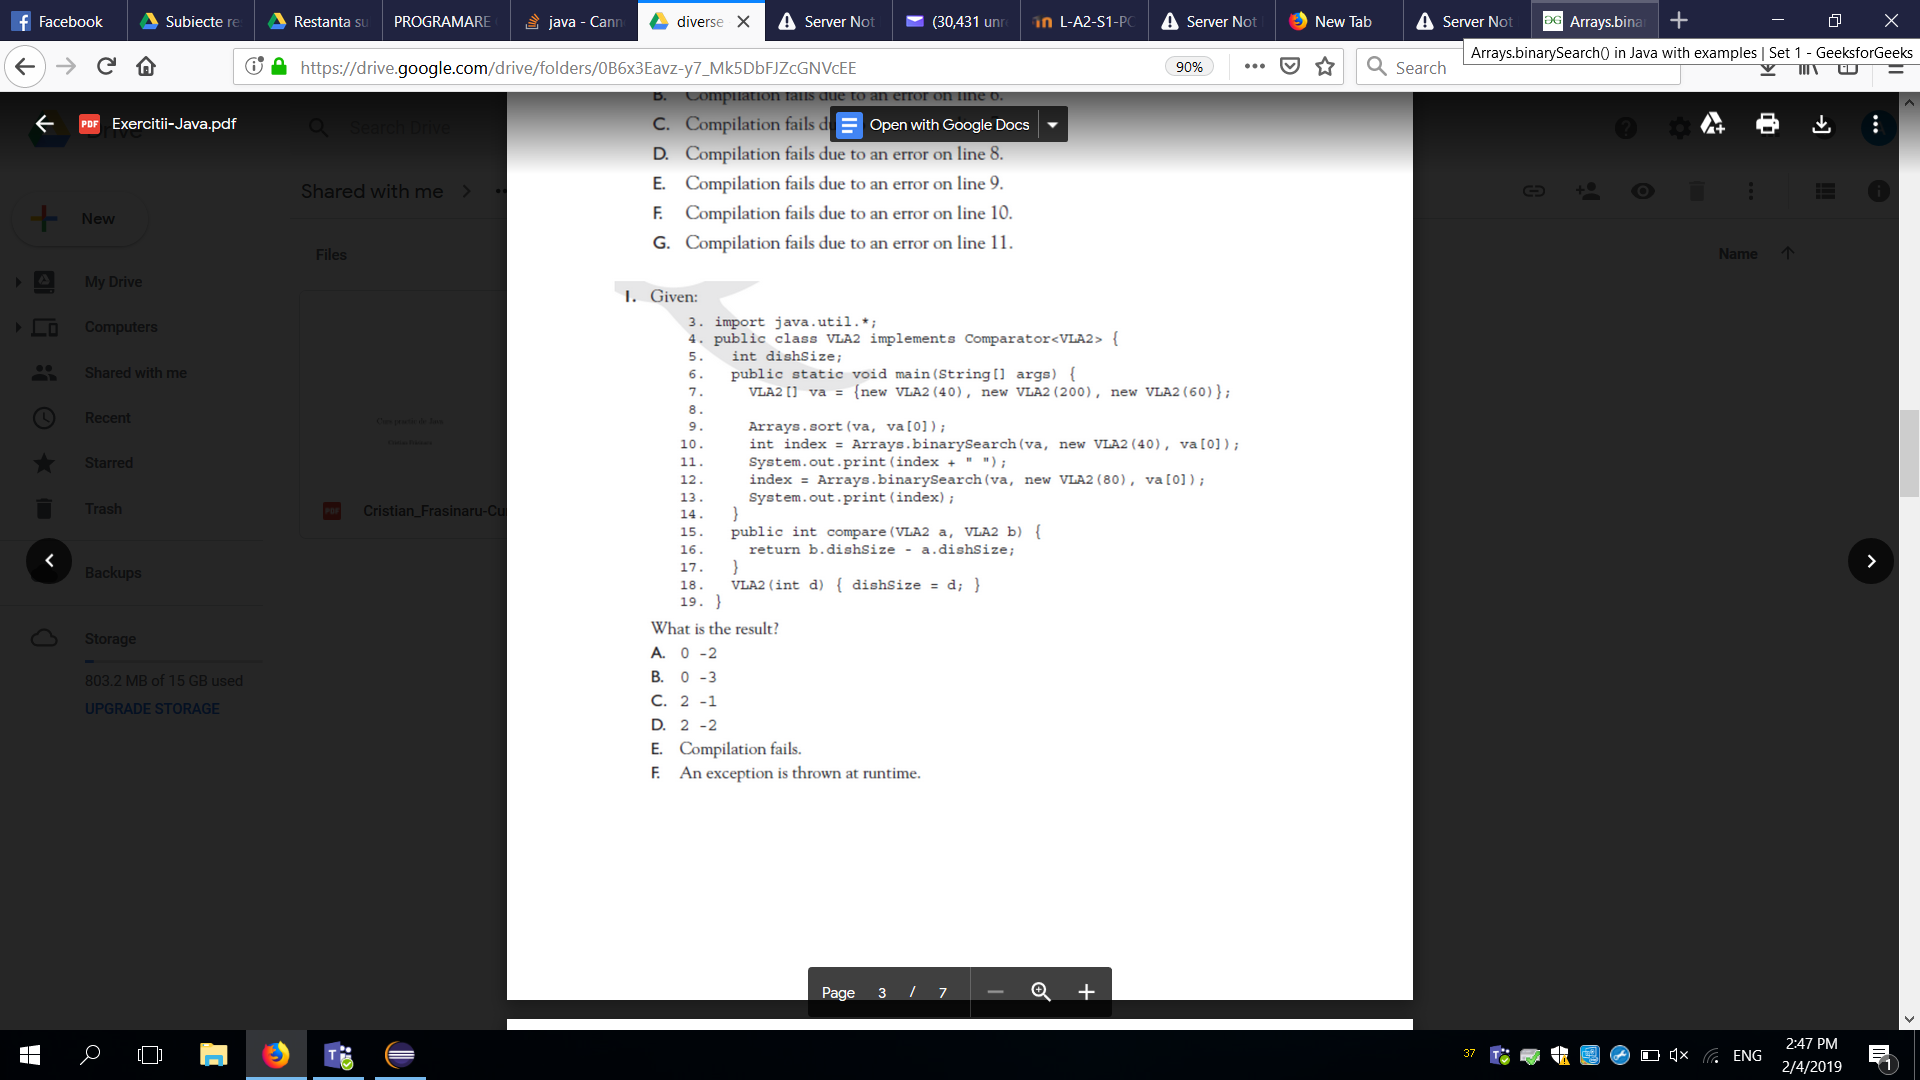 Facebook
Subiecte re
Restanta su
PROGRAMARE
java - Cann
diverse
Server Not
(30,431 unr
L-A2-S1-PC
Server Not
New Tab
Server Not
Arrays.bina
https://drive.google.com/drive/folders/0B6x3Eavz-y7_Mk5DbFJZcGNVcEE
90%
Search
Arrays.binarySearch() in Java with examples | Set 1 - GeeksforGeeks
PDF
Exercitii-Java.pdf
Search Drive
Open with Google Docs
Shared with me
New
Files
Name
My Drive
Computers
Shared with me
Recent
Starred
Trash
Backups
Storage
803.2 MB of 15 GB used
UPGRADE STORAGE
PDF
Cristian_Frasinaru-Cu
B. Compilation fails due to an error on line 6.
C. Compilation fails du
D. Compilation fails due to an error on line 8.
E. Compilation fails due to an error on line 9.
F. Compilation fails due to an error on line 10.
G. Compilation fails due to an error on line 11.
1. Given:
3. import java.util.*;
4. public class VLA2 implements Comparator<VLA2> {
5. int dishSize;
6. public static void main(String[] args) {
7. VLA2[] va = {new VLA2(40), new VLA2(200), new VLA2(60)};
8.
9. Arrays.sort(va, va[0]);
10. int index = Arrays.binarySearch(va, new VLA2(40), va[0]);
11. System.out.print(index + " ");
12. index = Arrays.binarySearch(va, new VLA2(80), va[0]);
13. System.out.print(index);
14. }
15. public int compare(VLA2 a, VLA2 b) {
16. return b.dishSize - a.dishSize;
17. }
18. VLA2(int d) { dishSize = d; }
19. }
What is the result?
A. 0 -2
B. 0 -3
C. 2 -1
D. 2 -2
E. Compilation fails.
F. An exception is thrown at runtime.
Page 3 / 7
37
ENG
2:47 PM
2/4/2019
1